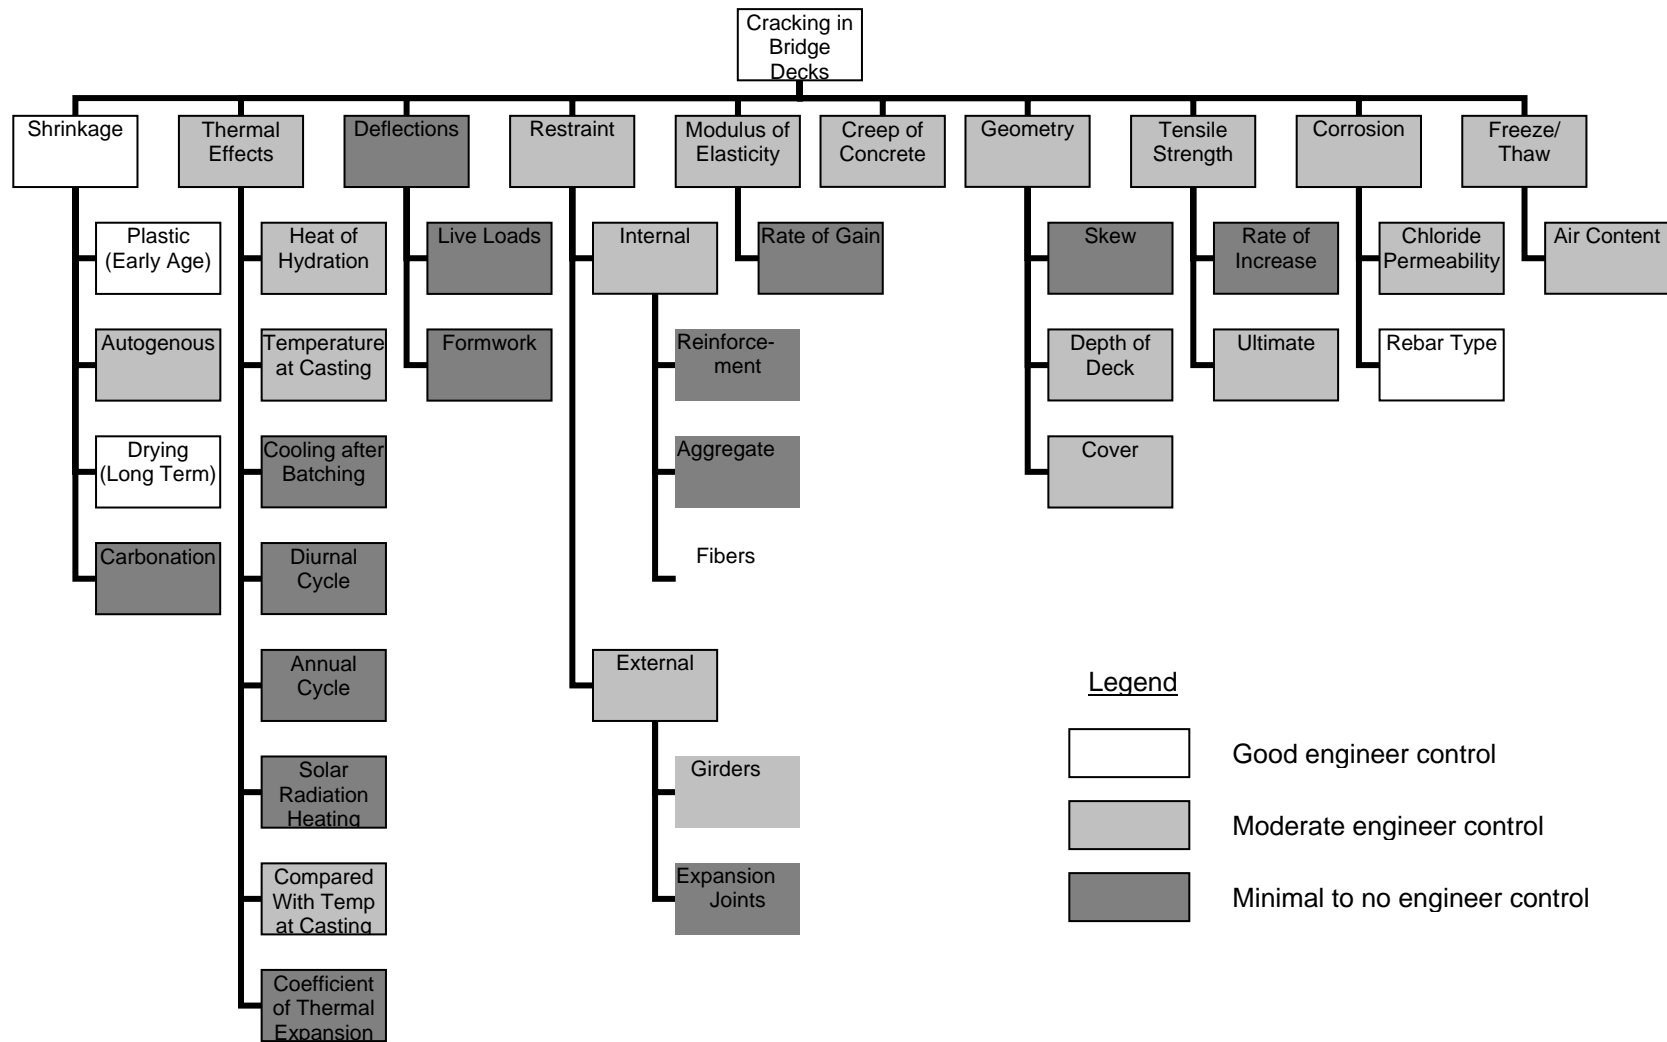 Cracking in
Bridge
Decks
Shrinkage
Thermal
Effects
Deflections
Restraint
Modulus of
Elasticity
Creep of
Concrete
Geometry
Tensile
Strength
Corrosion
Freeze/
Thaw
Plastic
(Early Age)
Autogenous
Drying
(Long Term)
Carbonation
Heat of
Hydration
Temperature
at Casting
Cooling after
Batching
Diurnal
Cycle
Annual
Cycle
Solar
Radiation
Heating
Compared
With Temp
at Casting
Coefficient
of Thermal
Expansion
Live Loads
Formwork
Internal
Reinforce-
ment
Aggregate
Fibers
External
Girders
Expansion
Joints
Rate of Gain
Skew
Depth of
Deck
Cover
Rate of
Increase
Ultimate
Chloride
Permeability
Rebar Type
Air Content
Legend
Good engineer control
Moderate engineer control
Minimal to no engineer control